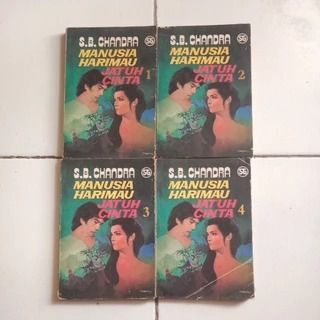 S.B. CHANDRA
MANUSIA
HARIMAU
JATUH
CINTA
1
S.B. CHANDRA
MANUSIA
HARIMAU
JATUH
CINTA
2
S.B. CHANDRA
MANUSIA
HARIMAU
JATUH
CINTA
3
S.B. CHANDRA
MANUSIA
HARIMAU
JATUH
CINTA
4